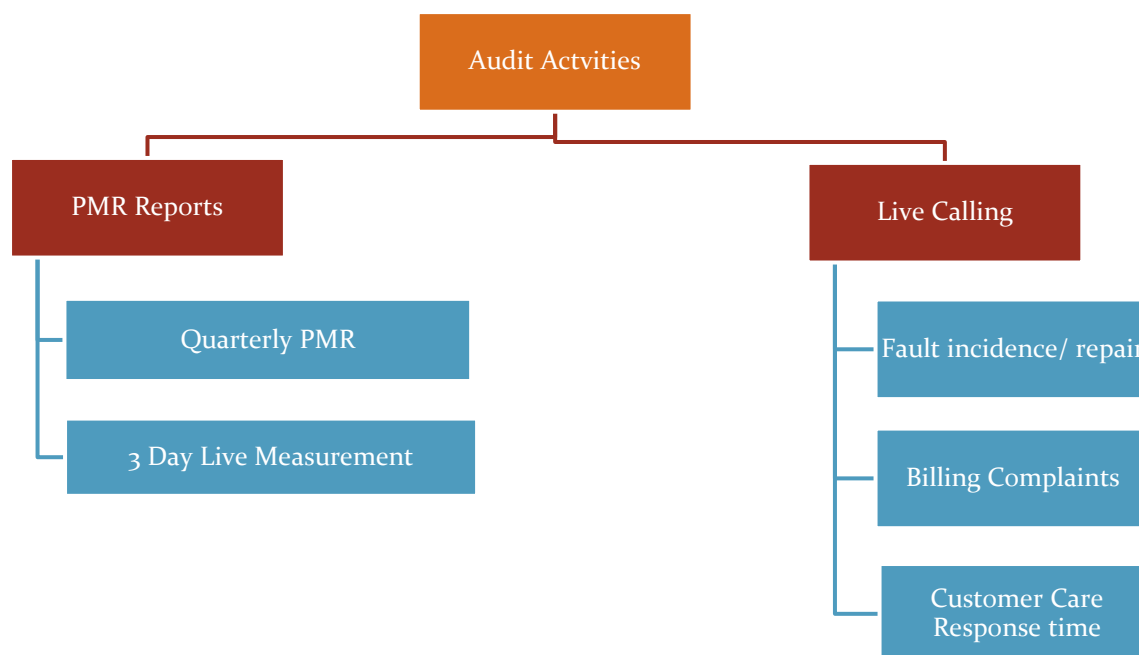 Audit Actvities
PMR Reports
Quarterly PMR
3 Day Live Measurement
Live Calling
Fault incidence/ repair
Billing Complaints
Customer Care
Response time